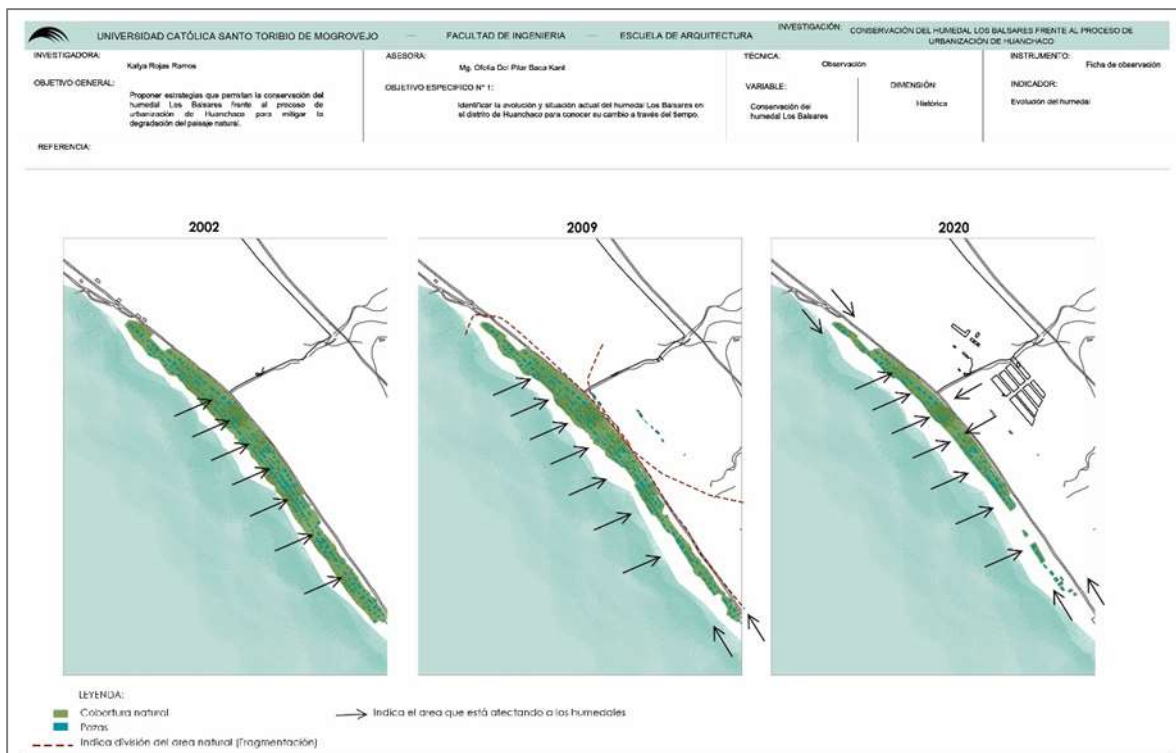 UNIVERSIDAD CATÓLICA SANTO TORIBIO DE MOGROVEJO — FACULTAD DE INGENIERIA — ESCUELA DE ARQUITECTURA
INVESTIGACIÓN: CONSERVACIÓN DEL HUMEDAL LOS BALSARES FRENTE AL PROCESO DE
URBANIZACIÓN DE HUANCHACO
INVESTIGADORA:
Katya Rojas Ramos
OBJETIVO GENERAL:
Proponer estrategias que permitan la conservación del
humedal Los Balsares frente al proceso de
urbanización de Huanchaco para mitigar la
degradación del paisaje natural.
ASESORA:
Mg. Ofelia Del Pilar Baca Kant
OBJETIVO ESPECIFICO N° 1:
Identificar la evolución y situación actual del humedal Los Balsares en
el distrito de Huanchaco para conocer su cambio a través del tiempo.
TÉCNICA:
Observación
VARIABLE:
Conservación del
humedal Los Balsares
DIMENSIÓN:
Histórica
INSTRUMENTO:
Ficha de observación
INDICADOR:
Evolución del humedal
REFERENCIA:
2002
2009
2020
LEYENDA:
Cobertura natural
Pozas
Indica división del area natural (Fragmentación)
Indica el area que está afectando a los humedales